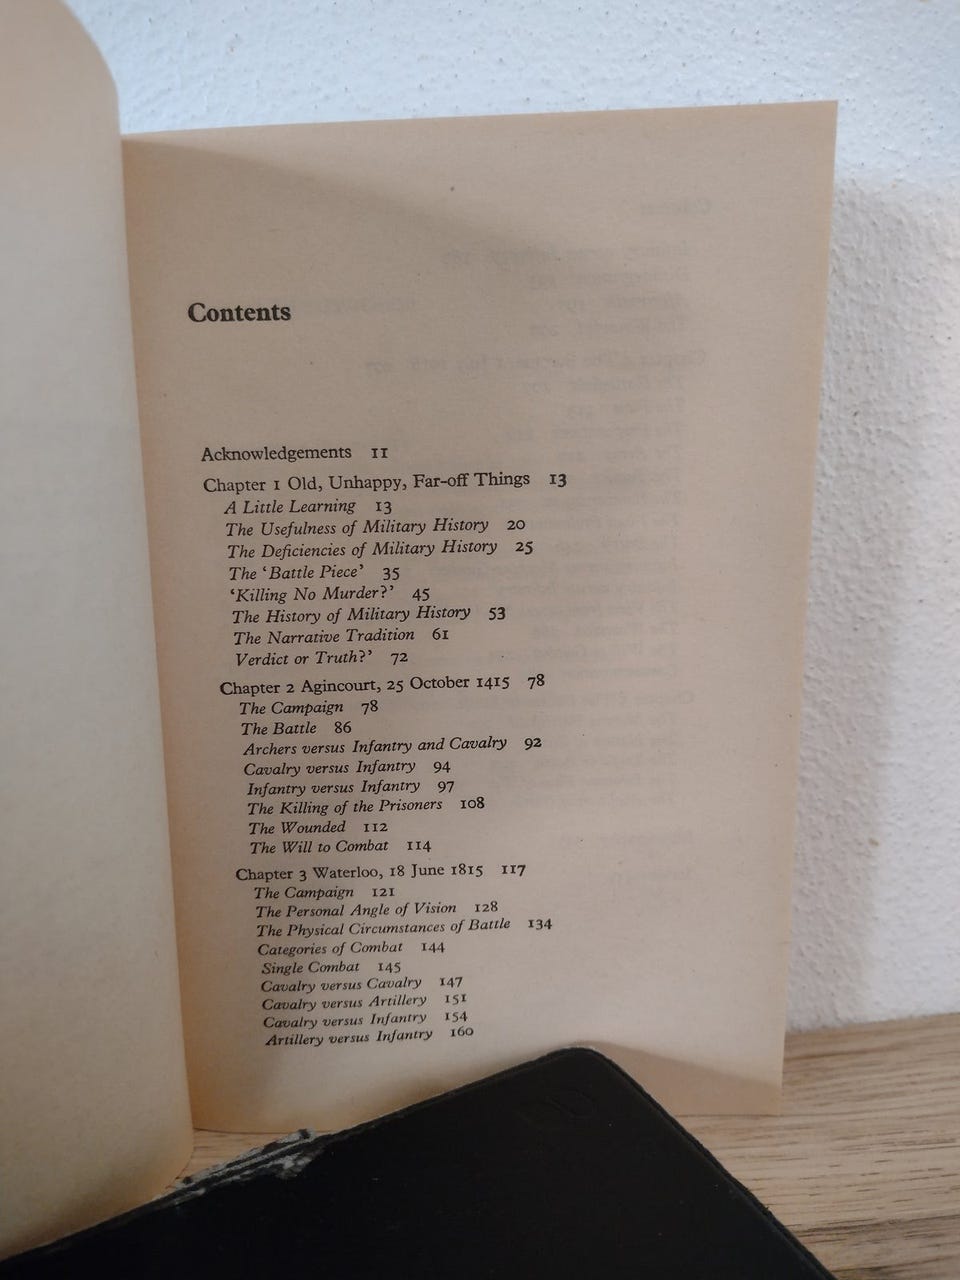 Contents
Acknowledgements 11
Chapter 1 Old, Unhappy, Far-off Things 13
A Little Learning 13
The Usefulness of Military History 20
The Deficiencies of Military History 25
The ‘Battle Piece’ 35
‘Killing No Murder?’ 45
The History of Military History 53
The Narrative Tradition 61
Verdict or Truth?’ 72
Chapter 2 Agincourt, 25 October 1415 78
The Campaign 78
The Battle 86
Archers versus Infantry and Cavalry 92
Cavalry versus Infantry 94
Infantry versus Infantry 97
The Killing of the Prisoners 108
The Wounded 112
The Will to Combat 114
Chapter 3 Waterloo, 18 June 1815 117
The Campaign 121
The Personal Angle of Vision 128
The Physical Circumstances of Battle 134
Categories of Combat 144
Single Combat 145
Cavalry versus Cavalry 147
Cavalry versus Artillery 151
Cavalry versus Infantry 154
Artillery versus Infantry 160